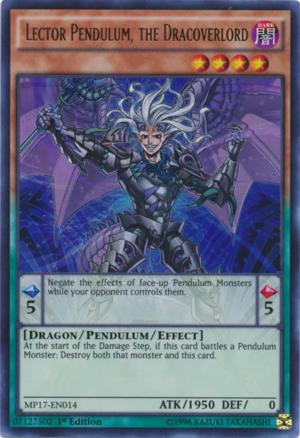 LECTOR PENDULUM, THE DRACOVERLORD
DARK
闇
Negate the effects of face-up Pendulum Monsters
while your opponent controls them.
5
5
[DRAGON/PENDULUM/EFFECT]
At the start of the Damage Step, if this card battles a Pendulum
Monster: Destroy both that monster and this card.
MP17-EN014 ATK/1950 DEF/ 0
07127502 1st Edition ©1996 KAZUKI TAKAHASHI